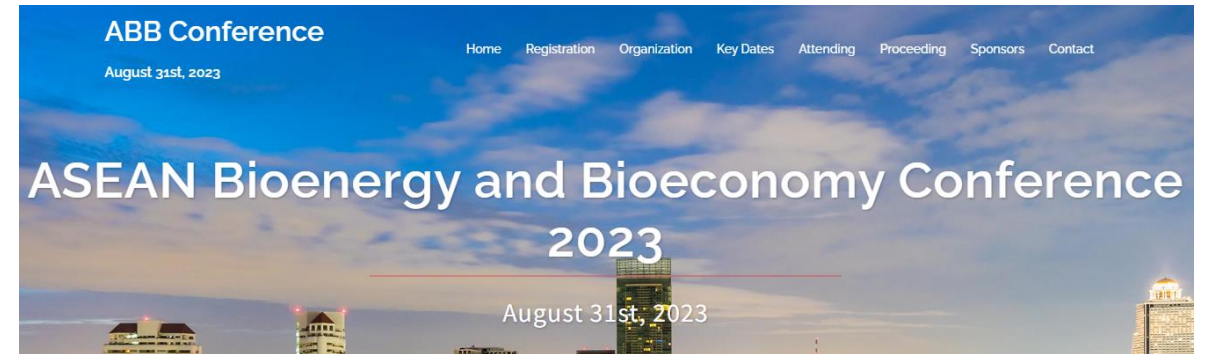 ABB Conference
August 31st, 2023
Home Registration Organization Key Dates Attending Proceeding Sponsors Contact
ASEAN Bioenergy and Bioeconomy Conference
2023
August 31st, 2023